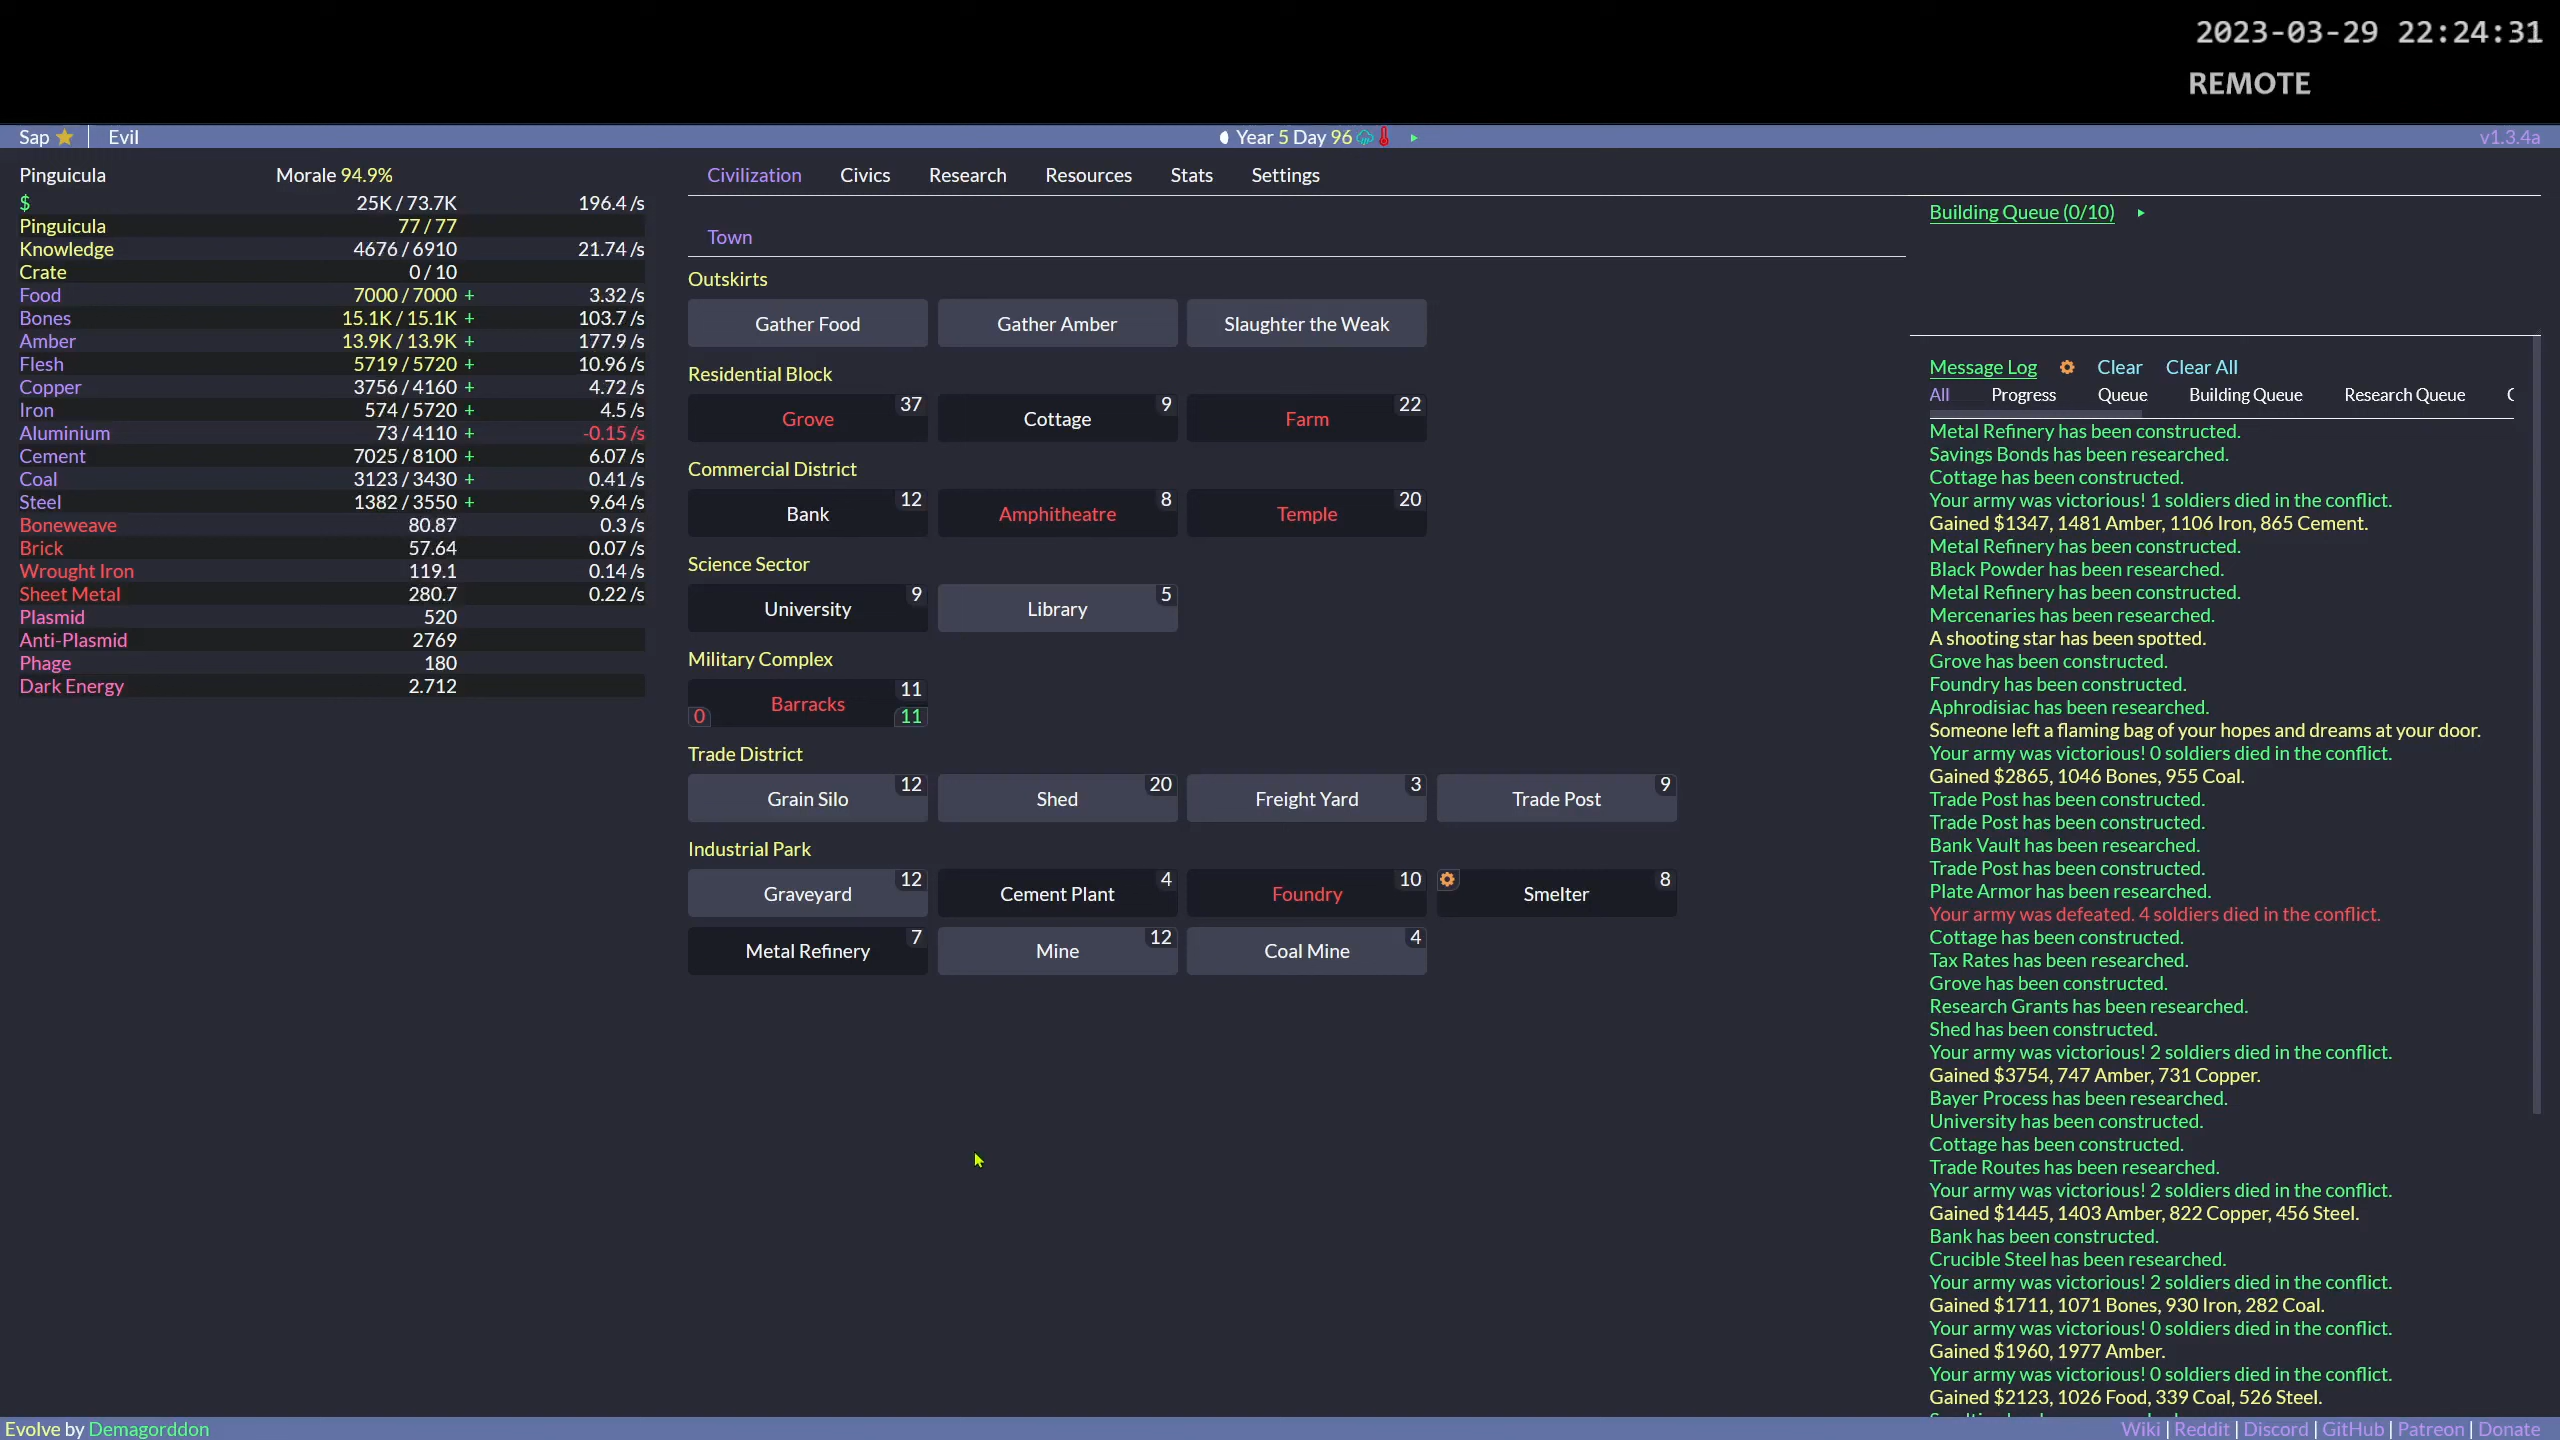 2023-03-29 22:24:31
REMOTE
Sap Evil
Year 5 Day 96
v1.3.4a
Pinguicula Morale 94.9%
$ 25K / 73.7K 196.4 /s
Pinguicula 77 / 77
Knowledge 4676 / 6910 21.74 /s
Crate 0 / 10
Food 7000 / 7000 + 3.32 /s
Bones 15.1K / 15.1K + 103.7 /s
Amber 13.9K / 13.9K + 177.9 /s
Flesh 5719 / 5720 + 10.96 /s
Copper 3756 / 4160 + 4.72 /s
Iron 574 / 5720 + 4.5 /s
Aluminium 73 / 4110 + -0.15 /s
Cement 7025 / 8100 + 6.07 /s
Coal 3123 / 3430 + 0.41 /s
Steel 1382 / 3550 + 9.64 /s
Boneweave 80.87 0.3 /s
Brick 57.64 0.07 /s
Wrought Iron 119.1 0.14 /s
Sheet Metal 280.7 0.22 /s
Plasmid 520
Anti-Plasmid 2769
Phage 180
Dark Energy 2.712
Civilization Civics Research Resources Stats Settings
Town
Outskirts
Gather Food Gather Amber Slaughter the Weak
Residential Block
Grove 37 Cottage 9 Farm 22
Commercial District
Bank 12 Amphitheatre 8 Temple 20
Science Sector
University 9 Library 5
Military Complex
Barracks 11
0 11
Trade District
Grain Silo 12 Shed 20 Freight Yard 3 Trade Post 9
Industrial Park
Graveyard 12 Cement Plant 4 Foundry 10 Smelter 8
Metal Refinery 7 Mine 12 Coal Mine 4
Building Queue (0/10)
Message Log Clear Clear All
All Progress Queue Building Queue Research Queue
Metal Refinery has been constructed.
Savings Bonds has been researched.
Cottage has been constructed.
Your army was victorious! 1 soldiers died in the conflict.
Gained $1347, 1481 Amber, 1106 Iron, 865 Cement.
Metal Refinery has been constructed.
Black Powder has been researched.
Metal Refinery has been constructed.
Mercenaries has been researched.
A shooting star has been spotted.
Grove has been constructed.
Foundry has been constructed.
Aphrodisiac has been researched.
Someone left a flaming bag of your hopes and dreams at your door.
Your army was victorious! 0 soldiers died in the conflict.
Gained $2865, 1046 Bones, 955 Coal.
Trade Post has been constructed.
Trade Post has been constructed.
Bank Vault has been researched.
Trade Post has been constructed.
Plate Armor has been researched.
Your army was defeated. 4 soldiers died in the conflict.
Cottage has been constructed.
Tax Rates has been researched.
Grove has been constructed.
Research Grants has been researched.
Shed has been constructed.
Your army was victorious! 2 soldiers died in the conflict.
Gained $3754, 747 Amber, 731 Copper.
Bayer Process has been researched.
University has been constructed.
Cottage has been constructed.
Trade Routes has been researched.
Your army was victorious! 2 soldiers died in the conflict.
Gained $1445, 1403 Amber, 822 Copper, 456 Steel.
Bank has been constructed.
Crucible Steel has been researched.
Your army was victorious! 2 soldiers died in the conflict.
Gained $1711, 1071 Bones, 930 Iron, 282 Coal.
Your army was victorious! 0 soldiers died in the conflict.
Gained $1960, 1977 Amber.
Your army was victorious! 0 soldiers died in the conflict.
Gained $2123, 1026 Food, 339 Coal, 526 Steel.
Evolve by Demagorddon
Wiki | Reddit | Discord | GitHub | Patreon | Donate